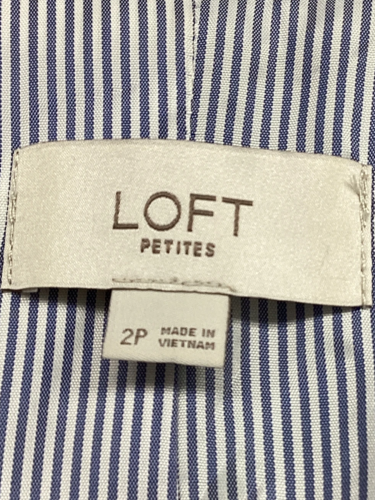 LOFT
PETITES
2P
MADE IN
VIETNAM